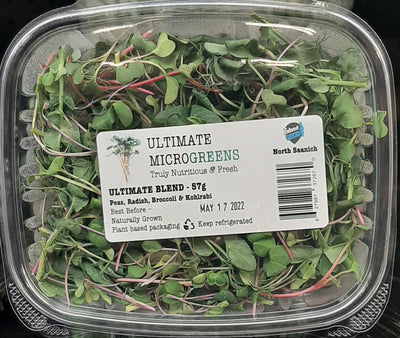 ULTIMATE
MICROGREENS
Truly Nutritious & Fresh
North Saanich
ULTIMATE BLEND - 57g
Peas, Radish, Broccoli & Kohlrabi
Best Before - MAY 17 2022
Naturally Grown
Plant based packaging Keep refrigerated